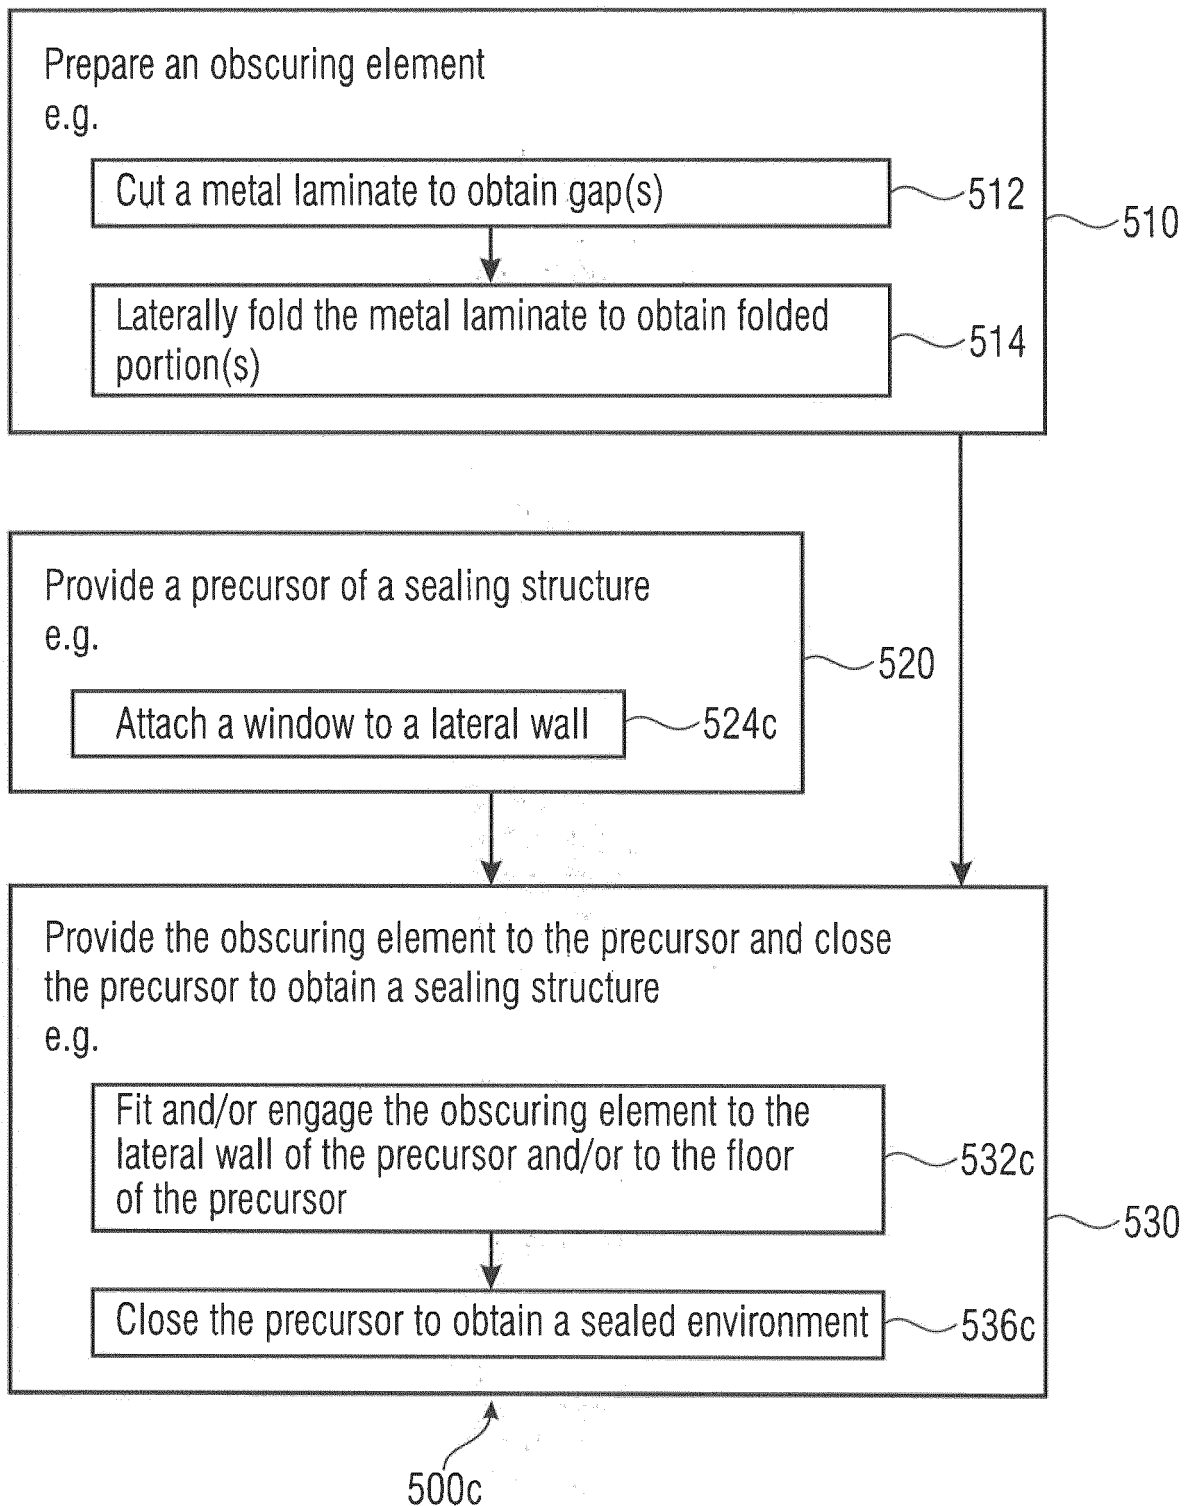 Prepare an obscuring element
e.g.
Cut a metal laminate to obtain gap(s)
512
510
Laterally fold the metal laminate to obtain folded
portion(s)
514
Provide a precursor of a sealing structure
e.g.
520
Attach a window to a lateral wall
524c
Provide the obscuring element to the precursor and close
the precursor to obtain a sealing structure
e.g.
Fit and/or engage the obscuring element to the
lateral wall of the precursor and/or to the floor
of the precursor
532c
530
Close the precursor to obtain a sealed environment
536c
500c